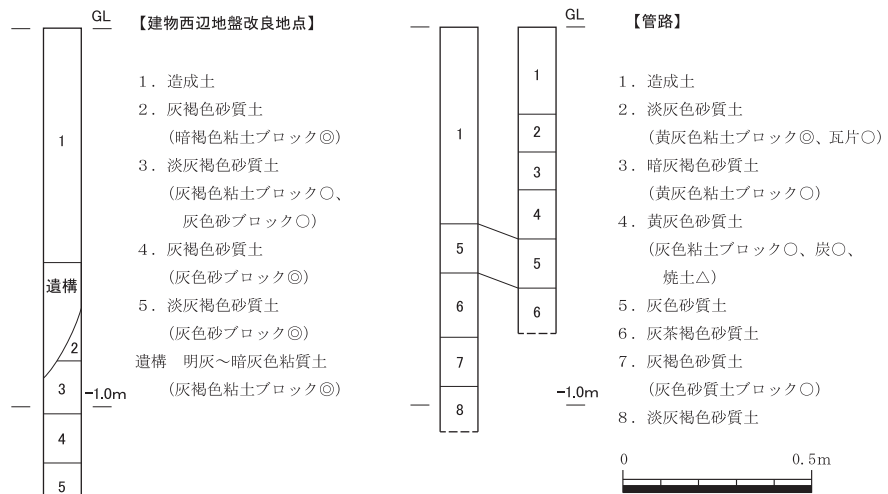 GL
【建物西辺地盤改良地点】
1．造成土
2．灰褐色砂質土
（暗褐色粘土ブロック◎）
3．淡灰褐色砂質土
（灰褐色粘土ブロック○、
灰色砂ブロック○）
4．灰褐色砂質土
（灰色砂ブロック◎）
5．淡灰褐色砂質土
（灰色砂ブロック◎）
遺構　明灰～暗灰色粘質土
（灰褐色粘土ブロック◎）
1
遺構
2
3
4
5
-1.0m
GL
【管路】
1．造成土
2．淡灰色砂質土
（黄灰色粘土ブロック◎、瓦片○）
3．暗灰褐色砂質土
（黄灰色粘土ブロック○）
4．黄灰色砂質土
（灰色粘土ブロック○、炭○、
焼土△）
5．灰色砂質土
6．灰茶褐色砂質土
7．灰褐色砂質土
（灰色砂質土ブロック○）
8．淡灰褐色砂質土
1
5
6
7
8
1
2
3
4
5
6
-1.0m
0 0.5m